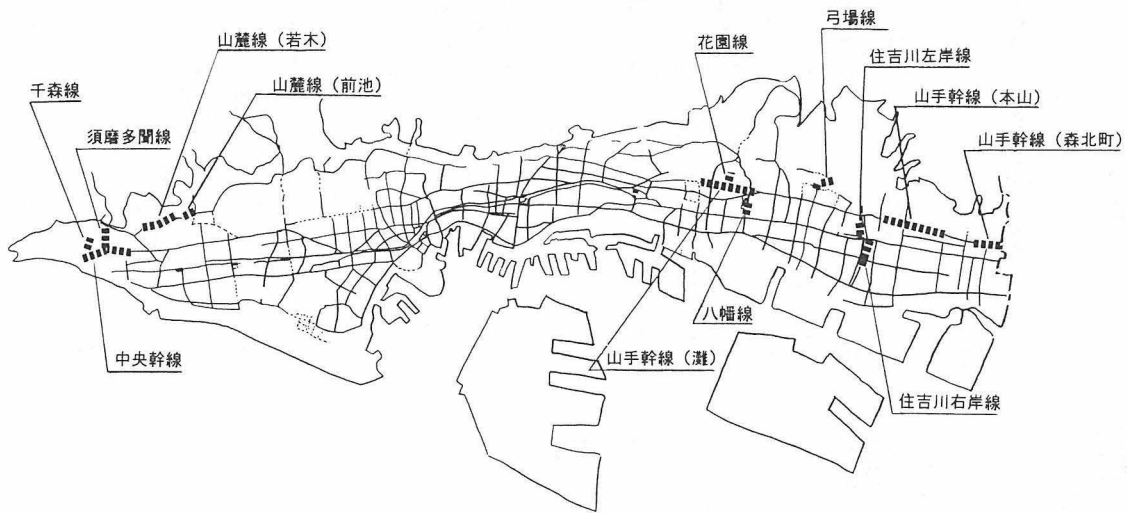 弓場線
山麓線（若木）
花園線
住吉川左岸線
山麓線（前池）
千森線
山手幹線（本山）
須磨多聞線
山手幹線（森北町）
八幡線
中央幹線
山手幹線（灘）
住吉川右岸線